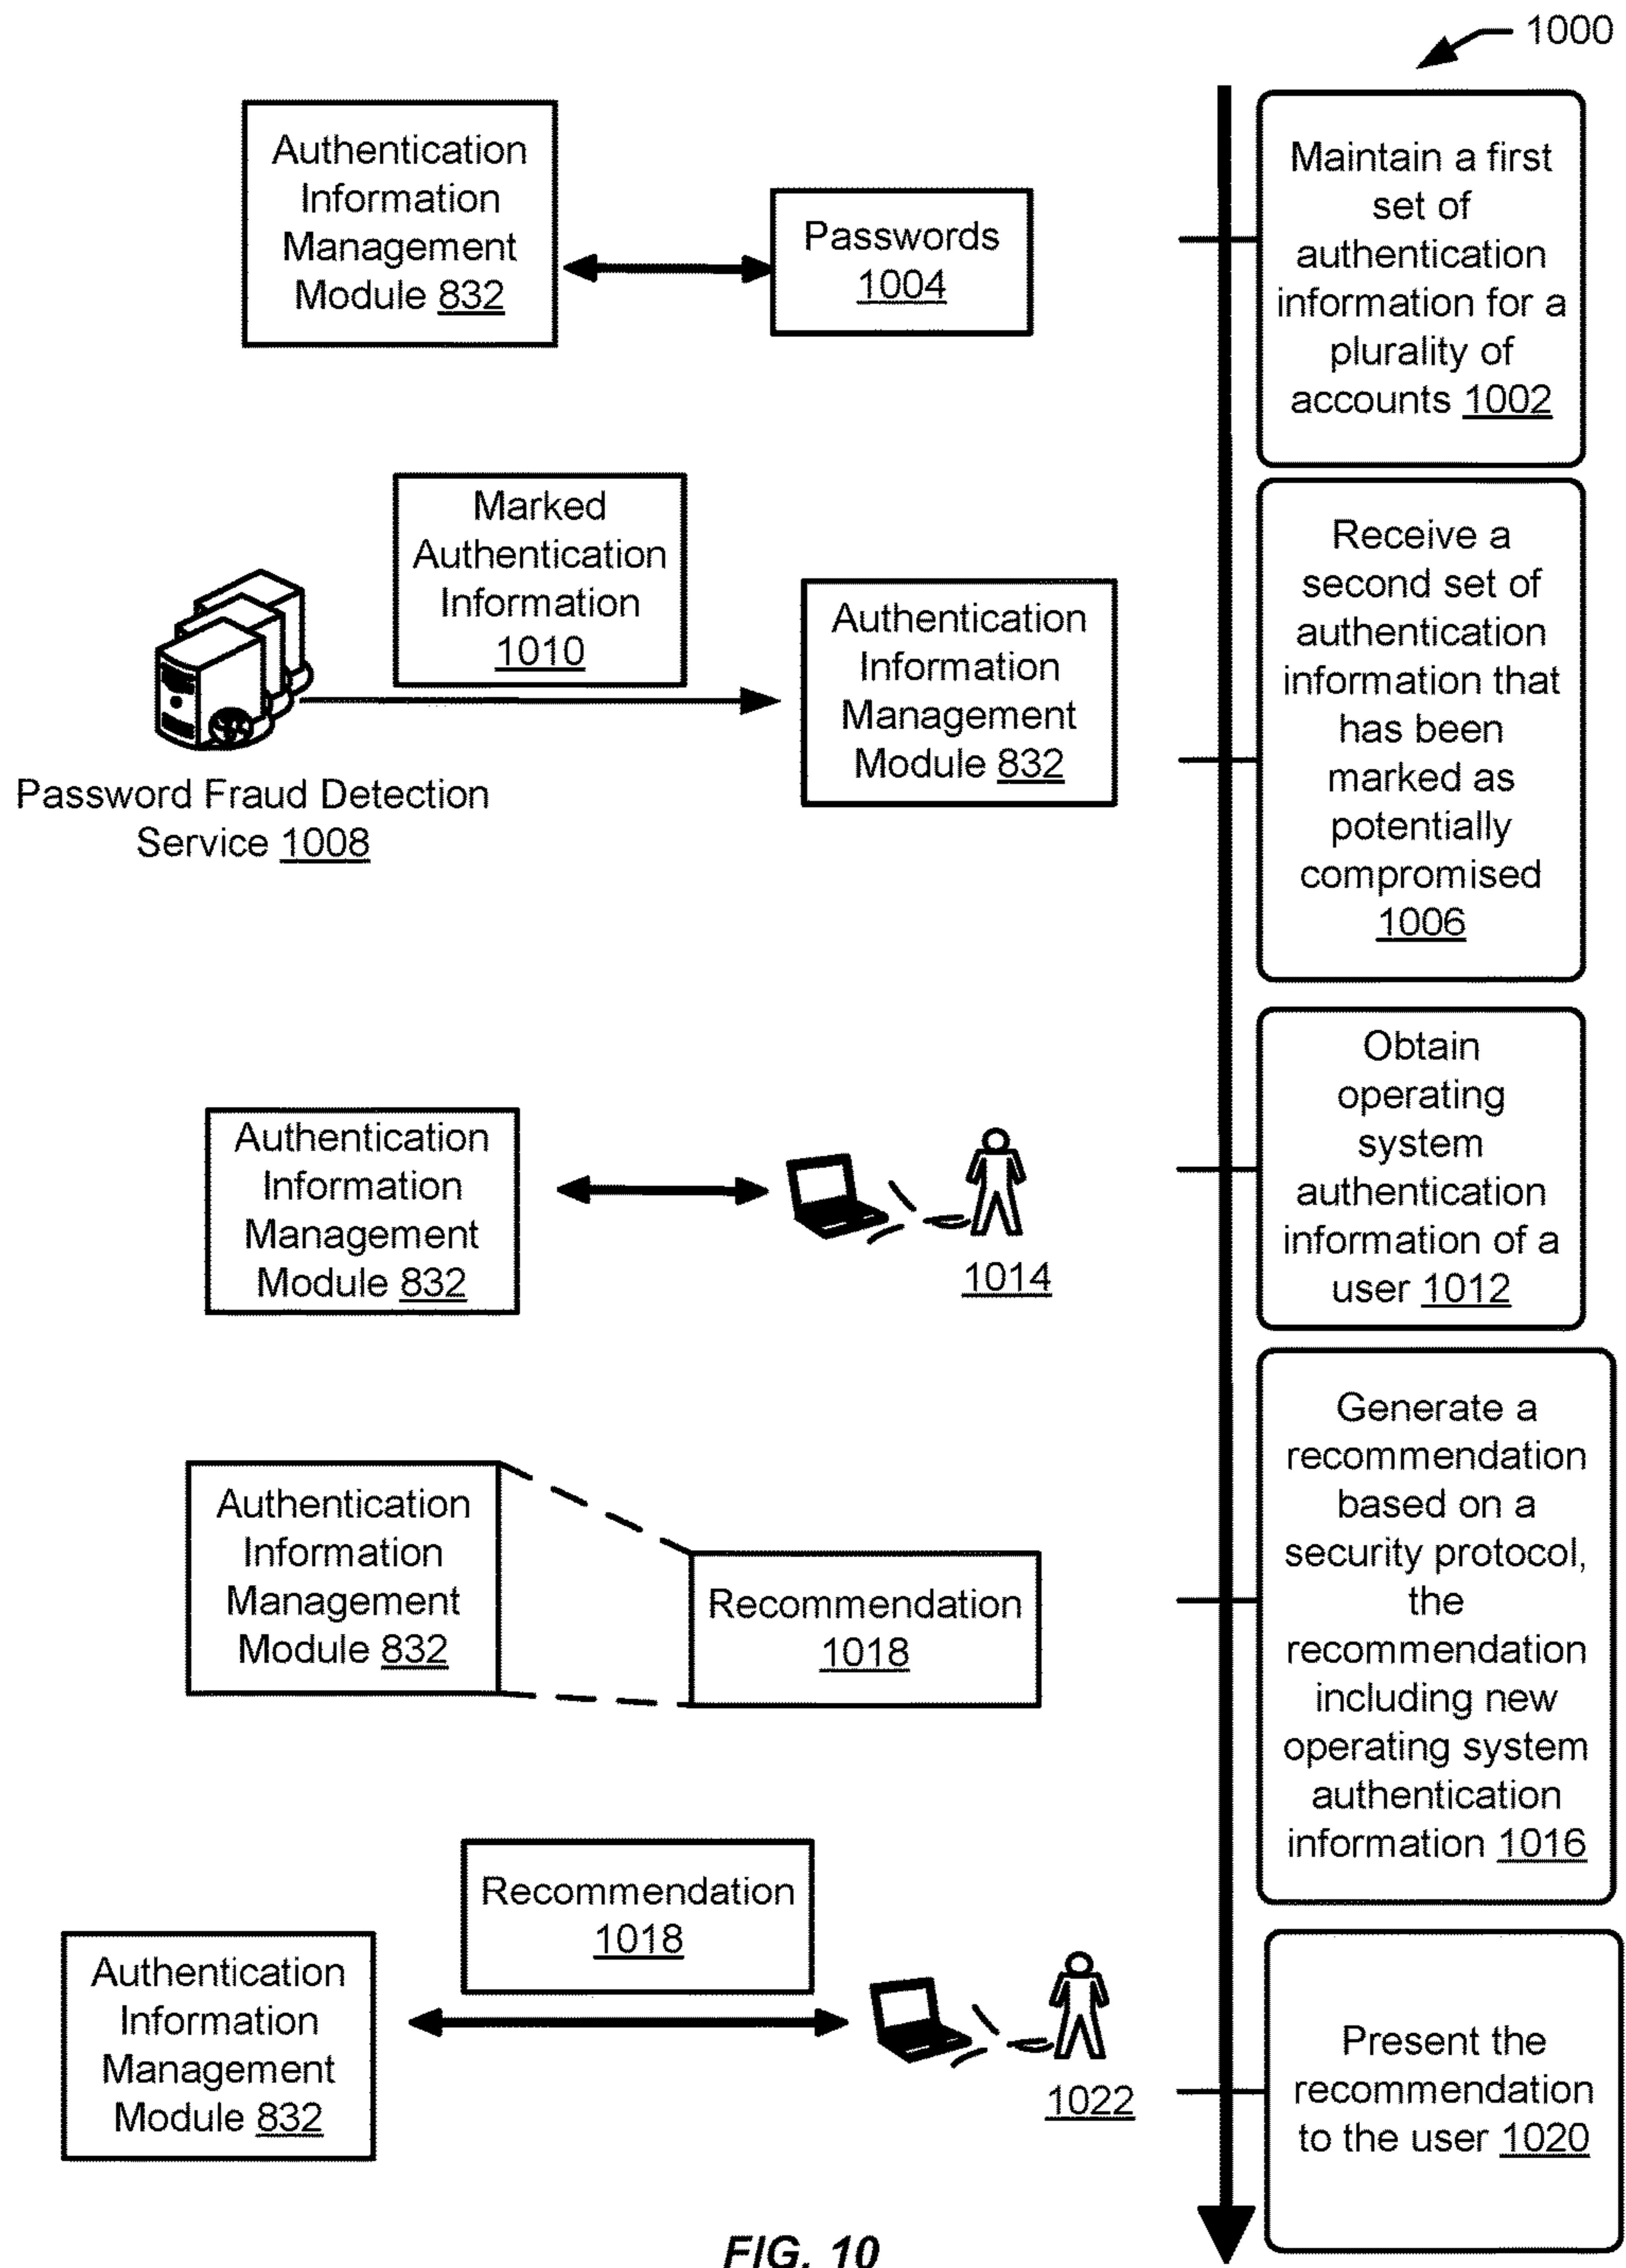 1000
Authentication
Information
Management
Module 832
Passwords
1004
Maintain a first
set of
authentication
information for a
plurality of
accounts 1002
Marked
Authentication
Information
1010
Password Fraud Detection
Service 1008
Authentication
Information
Management
Module 832
Receive a
second set of
authentication
information that
has been
marked as
potentially
compromised
1006
Authentication
Information
Management
Module 832
1014
Obtain
operating
system
authentication
information of a
user 1012
Authentication
Information
Management
Module 832
Recommendation
1018
Generate a
recommendation
based on a
security protocol,
the
recommendation
including new
operating system
authentication
information 1016
Authentication
Information
Management
Module 832
Recommendation
1018
1022
Present the
recommendation
to the user 1020
FIG. 10